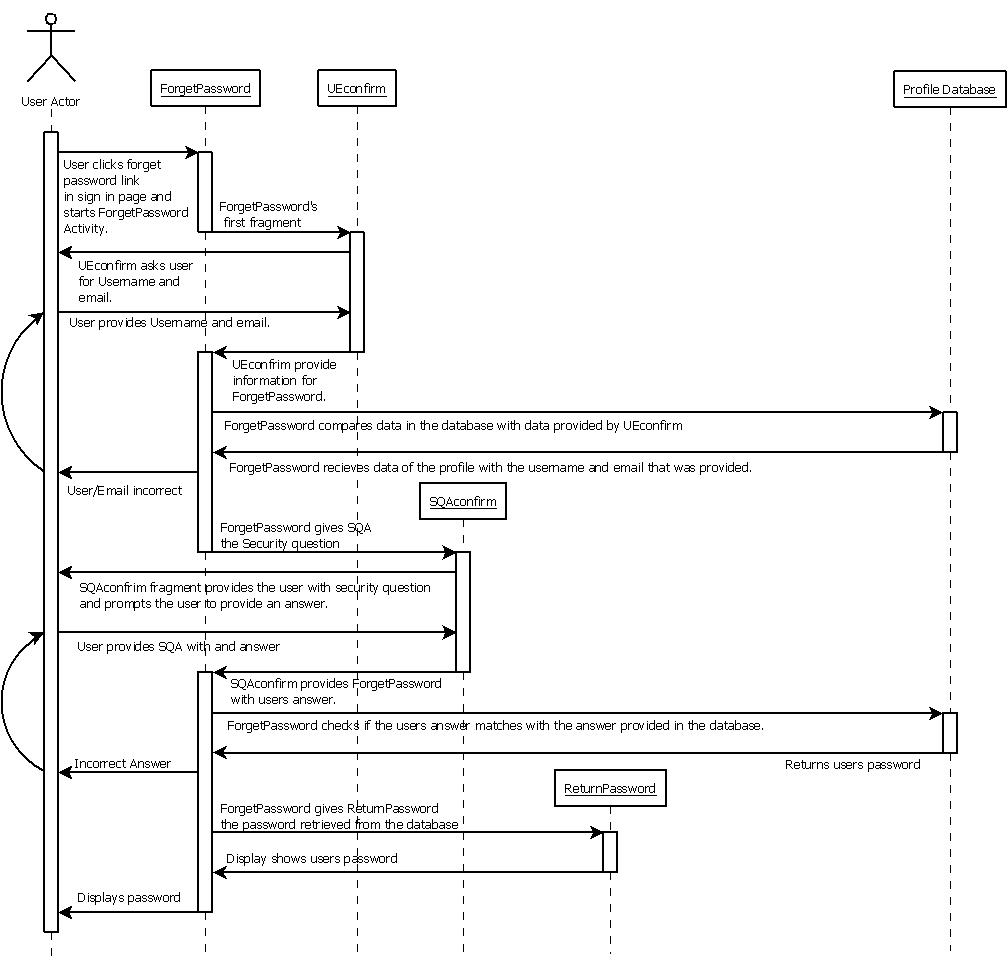 User Actor
ForgetPassword
UEconfirm
Profile Database
User clicks forget
password link
in sign in page and
starts ForgetPassword
Activity.
ForgetPassword's
first fragment
UEconfirm asks user
for Username and
email.
User provides Username and email.
UEconfrim provide
information for
ForgetPassword.
ForgetPassword compares data in the database with data provided by UEconfirm
ForgetPassword recieves data of the profile with the username and email that was provided.
User/Email incorrect
SQAconfirm
ForgetPassword gives SQA
the Security question
SQAconfrim fragment provides the user with security question
and prompts the user to provide an answer.
User provides SQA with and answer
SQAconfirm provides ForgetPassword
with users answer.
ForgetPassword checks if the users answer matches with the answer provided in the database.
Incorrect Answer
Returns users password
ReturnPassword
ForgetPassword gives ReturnPassword
the password retrieved from the database
Display shows users password
Displays password